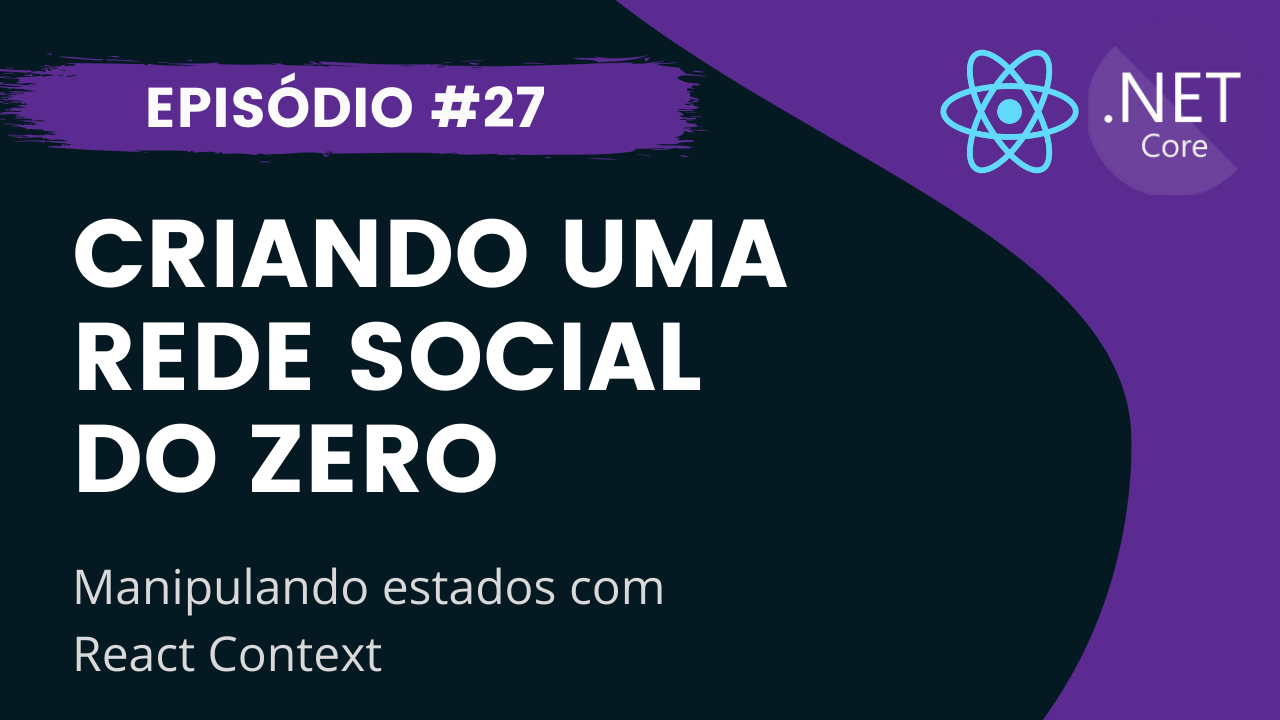 EPISÓDIO #27
.NET
Core
CRIANDO UMA
REDE SOCIAL
DO ZERO
Manipulando estados com
React Context